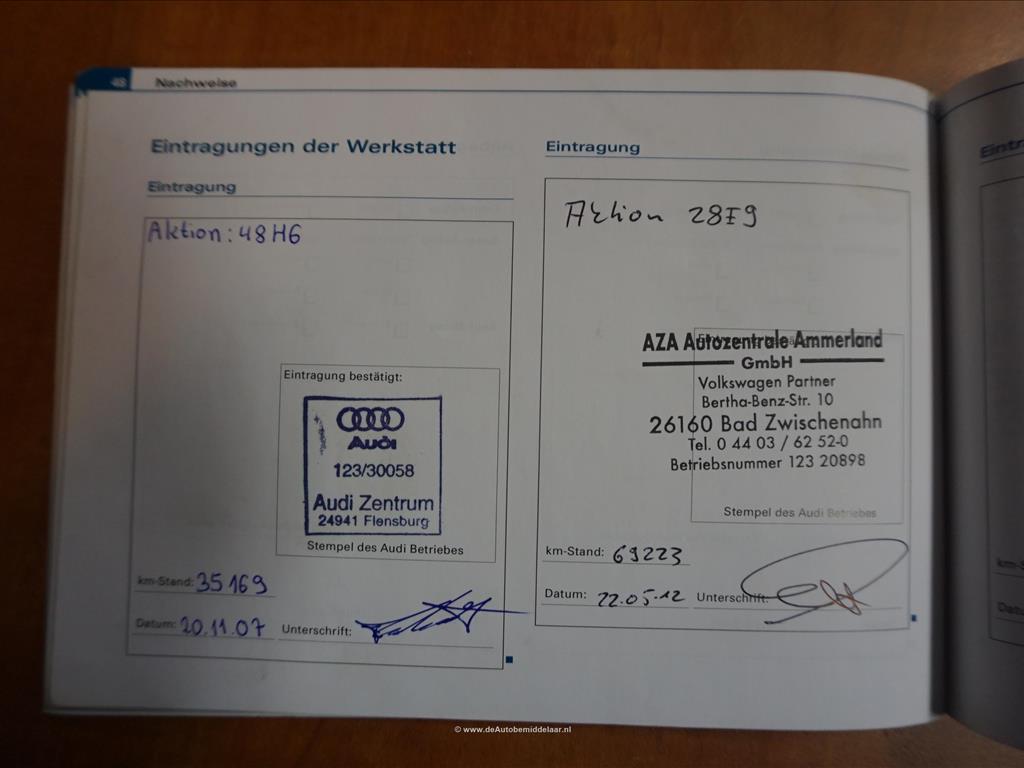 48 Nachweise
Eintragungen der Werkstatt
Eintragung
Aktion: 48H6
Eintragung bestätigt:
Audi
123/30058
Audi Zentrum
24941 Flensburg
Stempel des Audi Betriebes
km-Stand: 35169
Datum: 20.11.07 Unterschrift:
Eintragung
Aktion 28E9
AZA Autozentrale Ammerland
GmbH
Volkswagen Partner
Bertha-Benz-Str. 10
26160 Bad Zwischenahn
Tel. 0 44 03 / 62 52-0
Betriebsnummer 123 20898
Stempel des Audi Betriebes
km-Stand: 69223
Datum: 22.05.12 Unterschrift:
© www.deAutobemiddelaar.nl